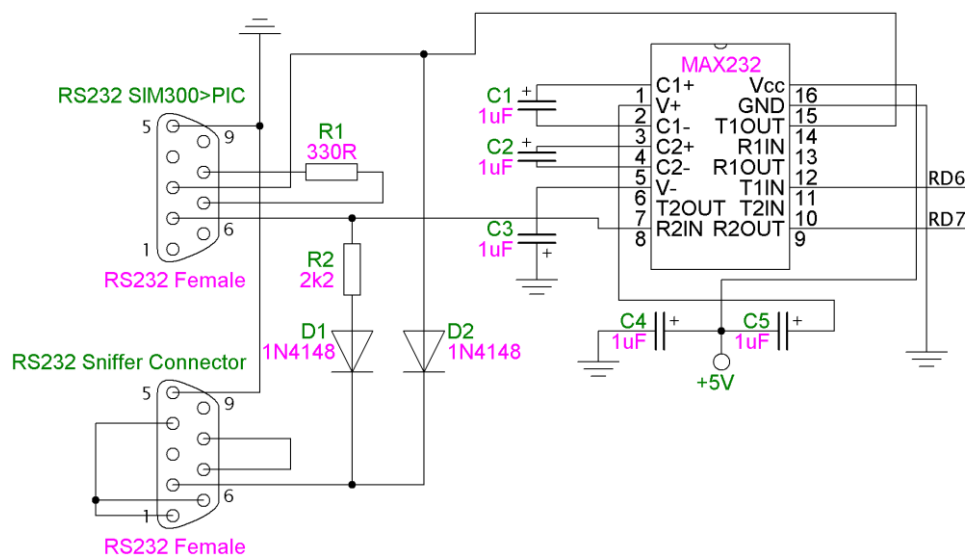 RS232 SIM300>PIC
5
9
6
1
RS232 Female
R1
330R
R2
2k2
D1
1N4148
D2
1N4148
RS232 Sniffer Connector
5
9
6
1
RS232 Female
C1
+
1uF
C2
+
1uF
C3
1uF
+
MAX232
C1+
Vcc
1
16
V+
GND
2
15
C1-
T1OUT
3
14
C2+
R1IN
4
13
C2-
R1OUT
5
12
V-
T1IN
6
11
T2OUT
T2IN
7
10
R2IN
R2OUT
8
9
RD6
RD7
C4
+
1uF
C5
+
1uF
+5V